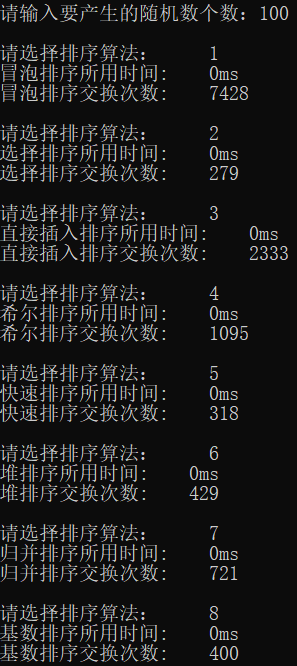 请输入要产生的随机数个数：100
请选择排序算法： 1
冒泡排序所用时间: 0ms
冒泡排序交换次数: 7428
请选择排序算法： 2
选择排序所用时间: 0ms
选择排序交换次数: 279
请选择排序算法： 3
直接插入排序所用时间: 0ms
直接插入排序交换次数: 2333
请选择排序算法： 4
希尔排序所用时间: 0ms
希尔排序交换次数: 1095
请选择排序算法： 5
快速排序所用时间: 0ms
快速排序交换次数: 318
请选择排序算法： 6
堆排序所用时间: 0ms
堆排序交换次数: 429
请选择排序算法： 7
归并排序所用时间: 0ms
归并排序交换次数: 721
请选择排序算法： 8
基数排序所用时间: 0ms
基数排序交换次数: 400